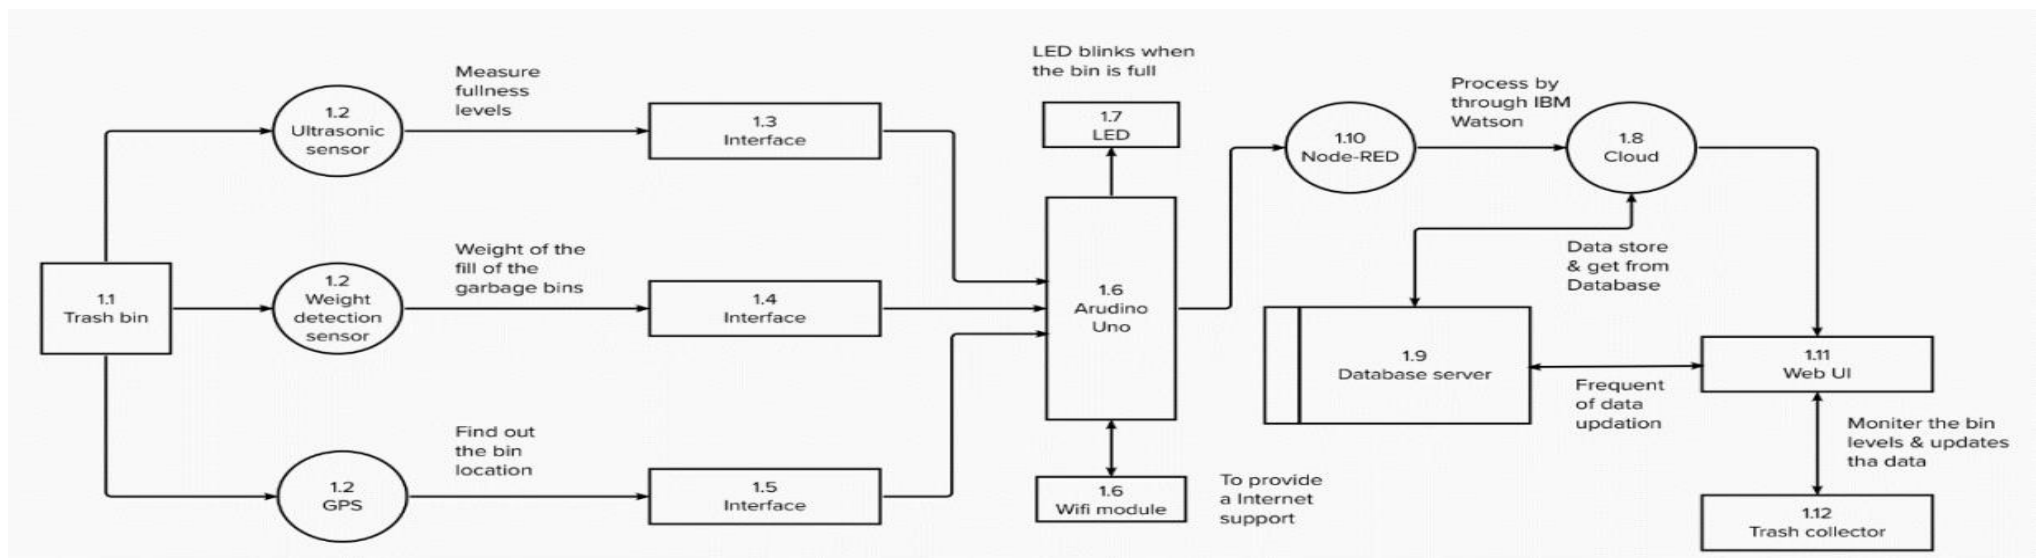 1.1
Trash bin
1.2
Ultrasonic
sensor
Measure
fullness
levels
1.3
Interface
1.2
Weight
detection
sensor
Weight of the
fill of the
garbage bins
1.4
Interface
1.2
GPS
Find out
the bin
location
1.5
Interface
LED blinks when
the bin is full
1.7
LED
1.6
Arudino
Uno
1.6
Wifi module
To provide
a Internet
support
1.10
Node-RED
Process by
through IBM
Watson
1.8
Cloud
Data store
& get from
Database
1.9
Database server
Frequent
of data
updation
1.11
Web UI
Moniter the bin
levels & updates
tha data
1.12
Trash collector